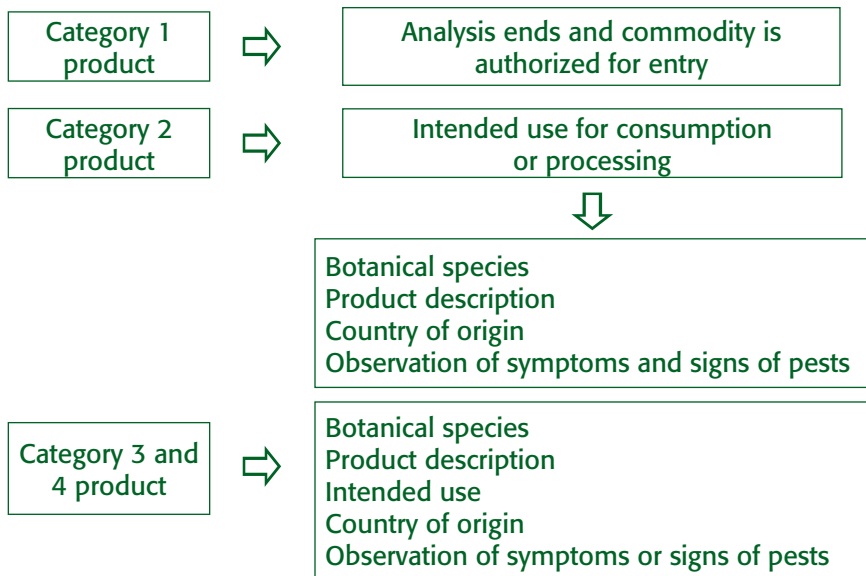 Category 1
product
Analysis ends and commodity is
authorized for entry
Category 2
product
Intended use for consumption
or processing
Botanical species
Product description
Country of origin
Observation of symptoms and signs of pests
Category 3 and
4 product
Botanical species
Product description
Intended use
Country of origin
Observation of symptoms or signs of pests